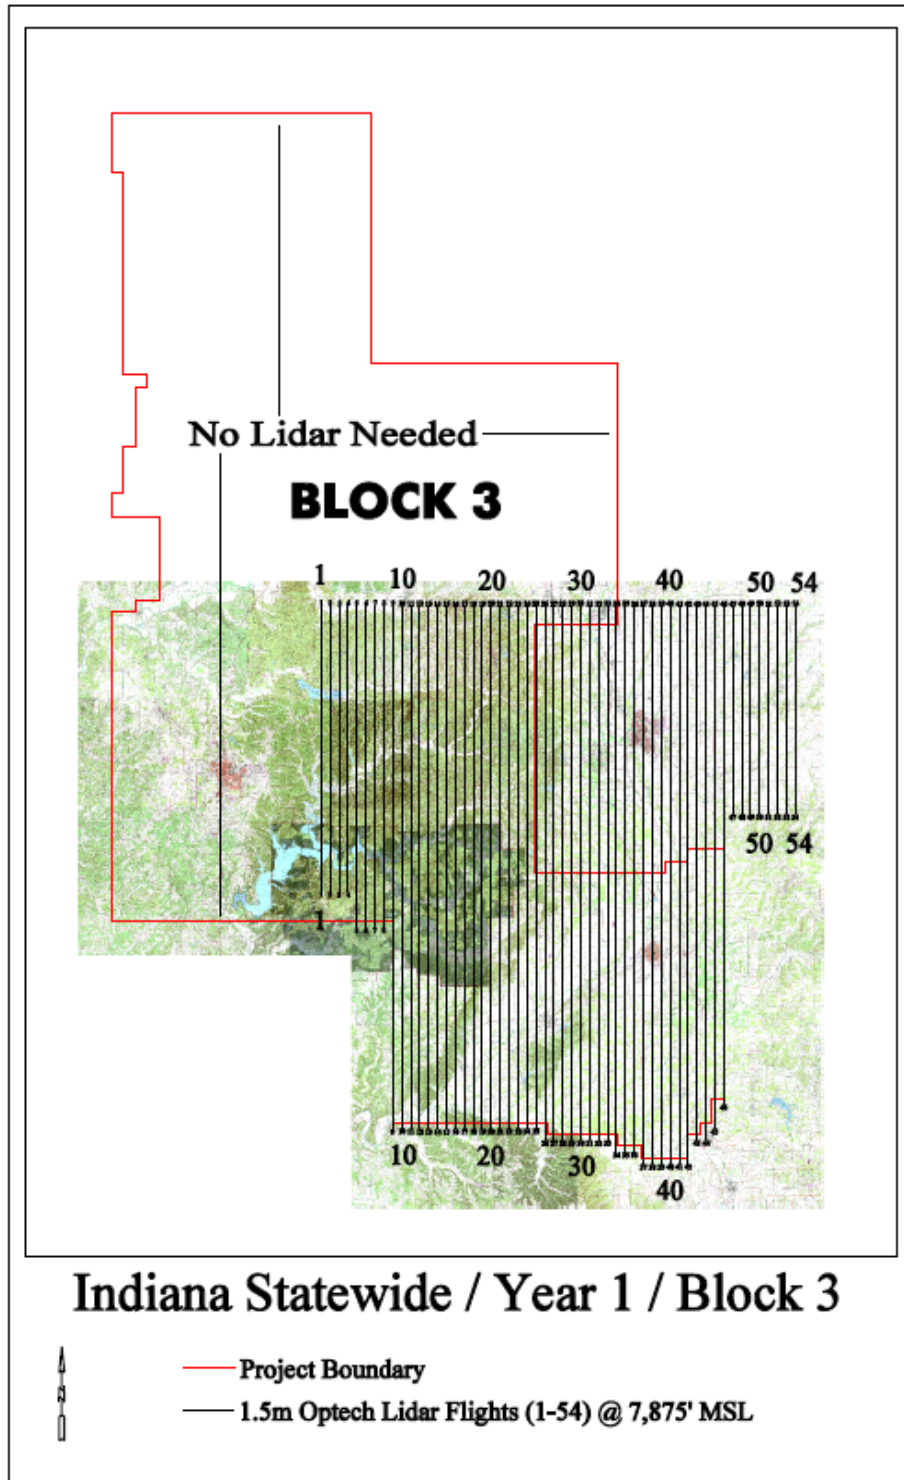 No Lidar Needed
BLOCK 3
1 10 20 30 40 50 54
50 54
1
10 20 30 40
Indiana Statewide / Year 1 / Block 3
N
Project Boundary
1.5m Optech Lidar Flights (1-54) @ 7,875' MSL